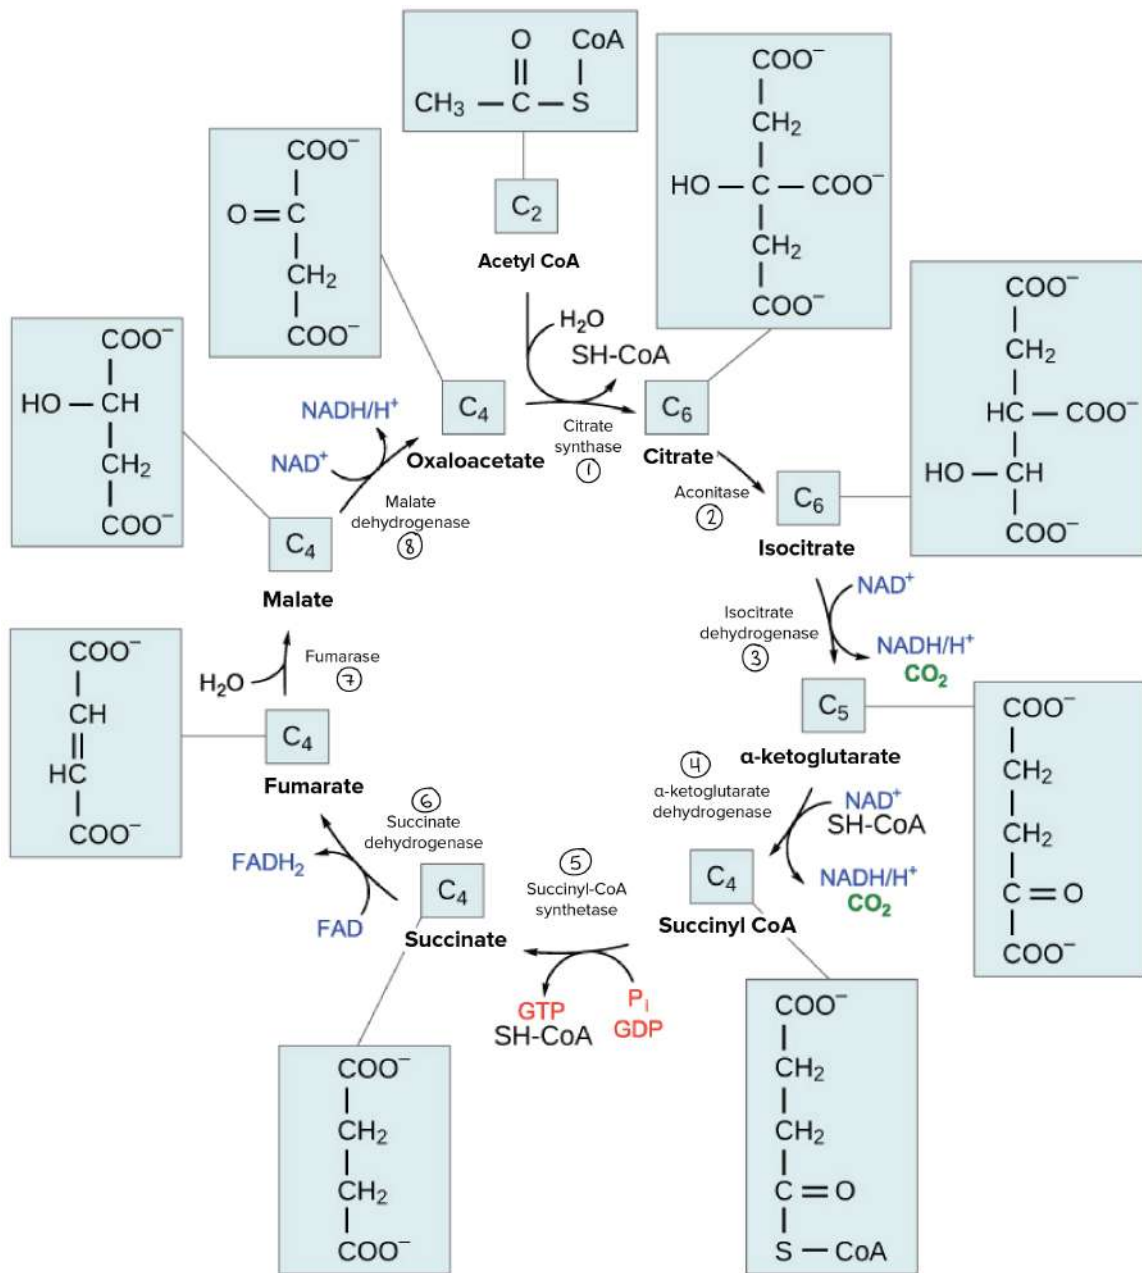 O CoA
CH₃ — C — S
C₂
Acetyl CoA
H₂O
SH-CoA
Citrate
synthase
①
COO⁻
CH₂
HO — C — COO⁻
CH₂
COO⁻
C₆
Citrate
Aconitase
②
COO⁻
CH₂
HC — COO⁻
HO — CH
COO⁻
C₆
Isocitrate
NAD⁺
Isocitrate
dehydrogenase
③
NADH/H⁺
CO₂
COO⁻
CH₂
CH₂
C = O
COO⁻
C₅
α-ketoglutarate
④
α-ketoglutarate
dehydrogenase
NAD⁺
SH-CoA
NADH/H⁺
CO₂
C₄
Succinyl CoA
COO⁻
CH₂
CH₂
C = O
S — CoA
⑤
Succinyl-CoA
synthetase
Pᵢ
GDP
GTP
SH-CoA
C₄
Succinate
COO⁻
CH₂
CH₂
COO⁻
⑥
Succinate
dehydrogenase
FADH₂
FAD
C₄
Fumarate
COO⁻
CH
HC
COO⁻
H₂O
Fumarase
⑦
C₄
Malate
COO⁻
HO — CH
CH₂
COO⁻
Malate
dehydrogenase
⑧
NADH/H⁺
NAD⁺
C₄
Oxaloacetate
COO⁻
O = C
CH₂
COO⁻